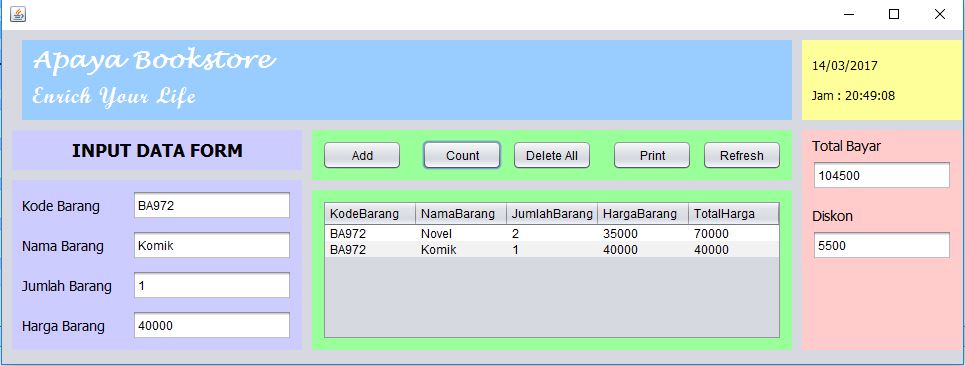 Apaya Bookstore
Enrich Your Life
14/03/2017
Jam : 20:49:08
INPUT DATA FORM
Kode Barang BA972
Nama Barang Komik
Jumlah Barang 1
Harga Barang 40000
Add Count Delete All Print Refresh
KodeBarang NamaBarang JumlahBarang HargaBarang TotalHarga
BA972 Novel 2 35000 70000
BA972 Komik 1 40000 40000
Total Bayar
104500
Diskon
5500